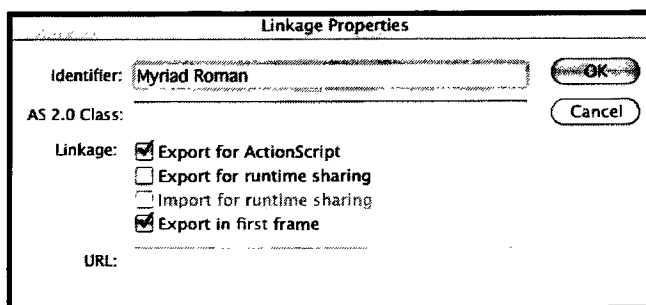 Linkage Properties
Identifier: Myriad Roman
OK
AS 2.0 Class:
Cancel
Linkage: Export for ActionScript
Export for runtime sharing
Import for runtime sharing
Export in first frame
URL: